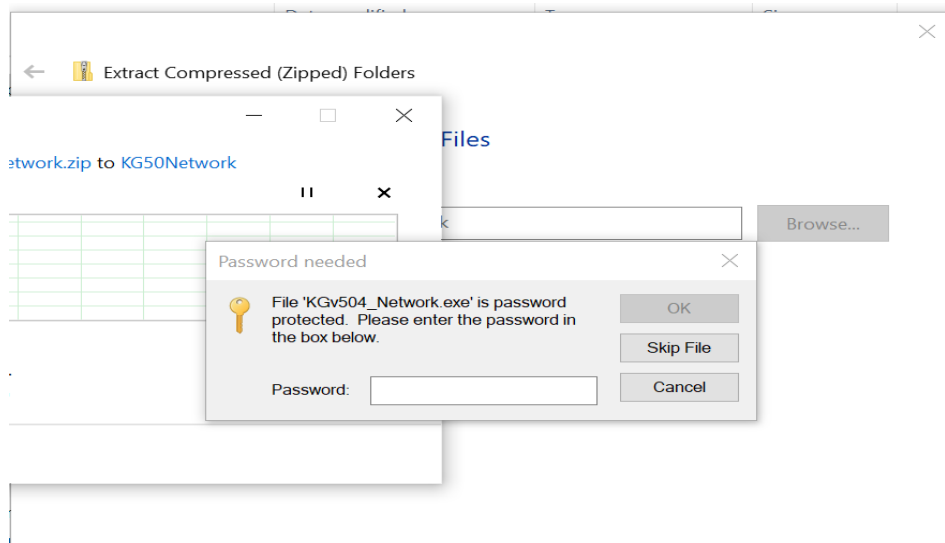 Extract Compressed (Zipped) Folders
Files
etwork.zip to KG50Network
k
Browse...
Password needed
File 'KGv504_Network.exe' is password
protected. Please enter the password in
the box below.
OK
Skip File
Password:
Cancel